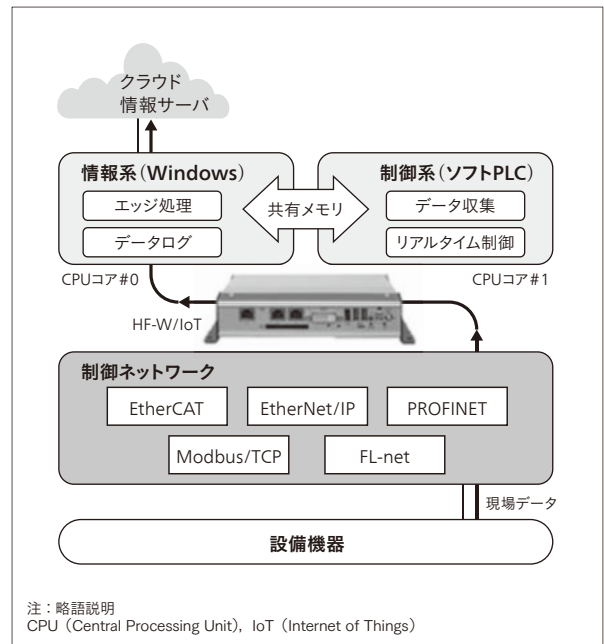 クラウド
情報サーバ
情報系（Windows）
制御系（ソフトPLC）
エッジ処理
共有メモリ
データ収集
データログ
リアルタイム制御
CPUコア#0
CPUコア#1
HF-W/IoT
制御ネットワーク
EtherCAT
EtherNet/IP
PROFINET
Modbus/TCP
FL-net
現場データ
設備機器
注：略語説明
CPU（Central Processing Unit），IoT（Internet of Things）